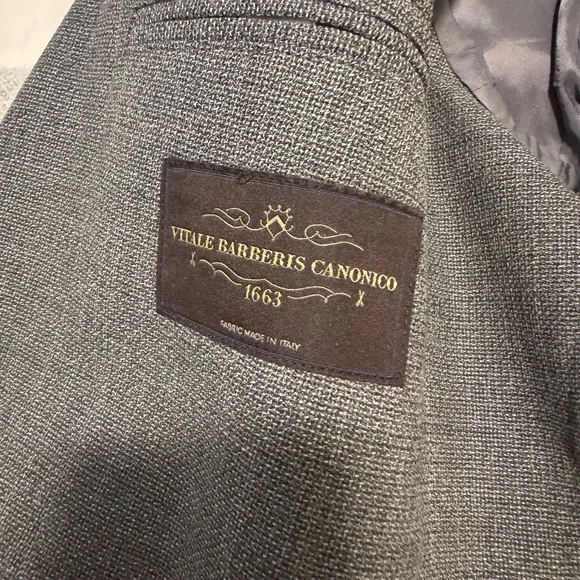 VITALE BARBERIS CANONICO
1663
FABRIC MADE IN ITALY